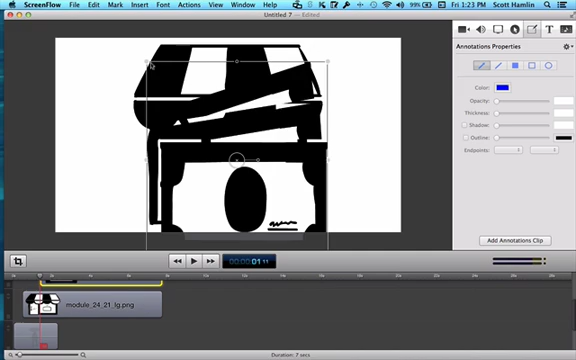 ScreenFlow File Edit Mark Insert Font Actions View Window Help 99% Fri 1:23 PM Scott Hamlin
Untitled 7 — Edited
Annotations Properties
Color:
Opacity:
Thickness:
Shadow:
Outline:
Endpoints:
Add Annotations Clip
00:00:01 11
module_24_21_lg.png
Duration: 7 secs